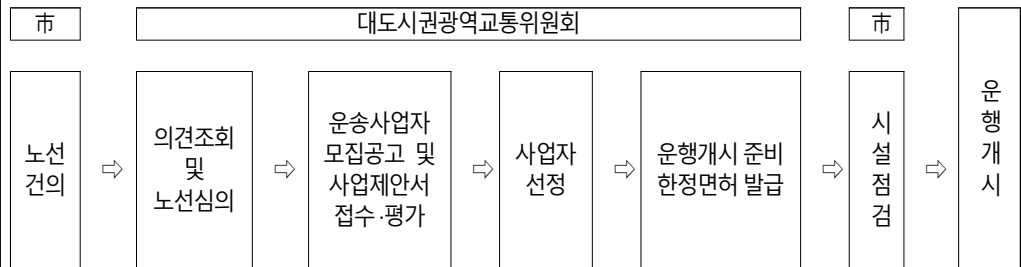 市
대도시권광역교통위원회
市
노선
건의
⇨
의견조회
및
노선심의
⇨
운송사업자
모집공고 및
사업제안서
접수·평가
⇨
사업자
선정
⇨
운행개시 준비
한정면허 발급
⇨
시
설
점
검
⇨
운
행
개
시